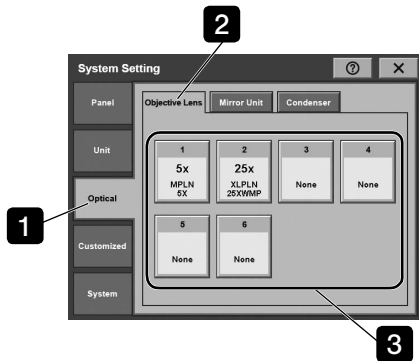 2
System Setting
Panel
Objective Lens
Mirror Unit
Condenser
Unit
1
5x
MPLN
5X
2
25x
XLPLN
25XWMP
3
None
4
None
Optical
1
5
None
6
None
Customized
System
3